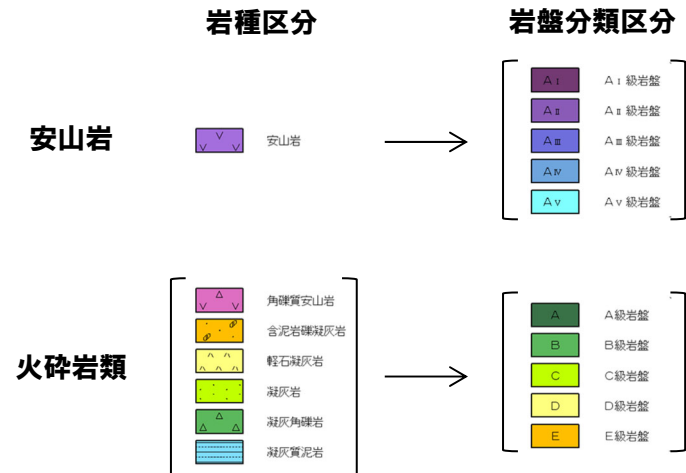 岩種区分
岩盤分類区分
安山岩
安山岩
AⅠ AⅠ級岩盤
AⅡ AⅡ級岩盤
AⅢ AⅢ級岩盤
AⅣ AⅣ級岩盤
AⅤ AⅤ級岩盤
火砕岩類
角礫質安山岩
含泥岩礫凝灰岩
軽石凝灰岩
凝灰岩
凝灰角礫岩
凝灰質泥岩
A A級岩盤
B B級岩盤
C C級岩盤
D D級岩盤
E E級岩盤